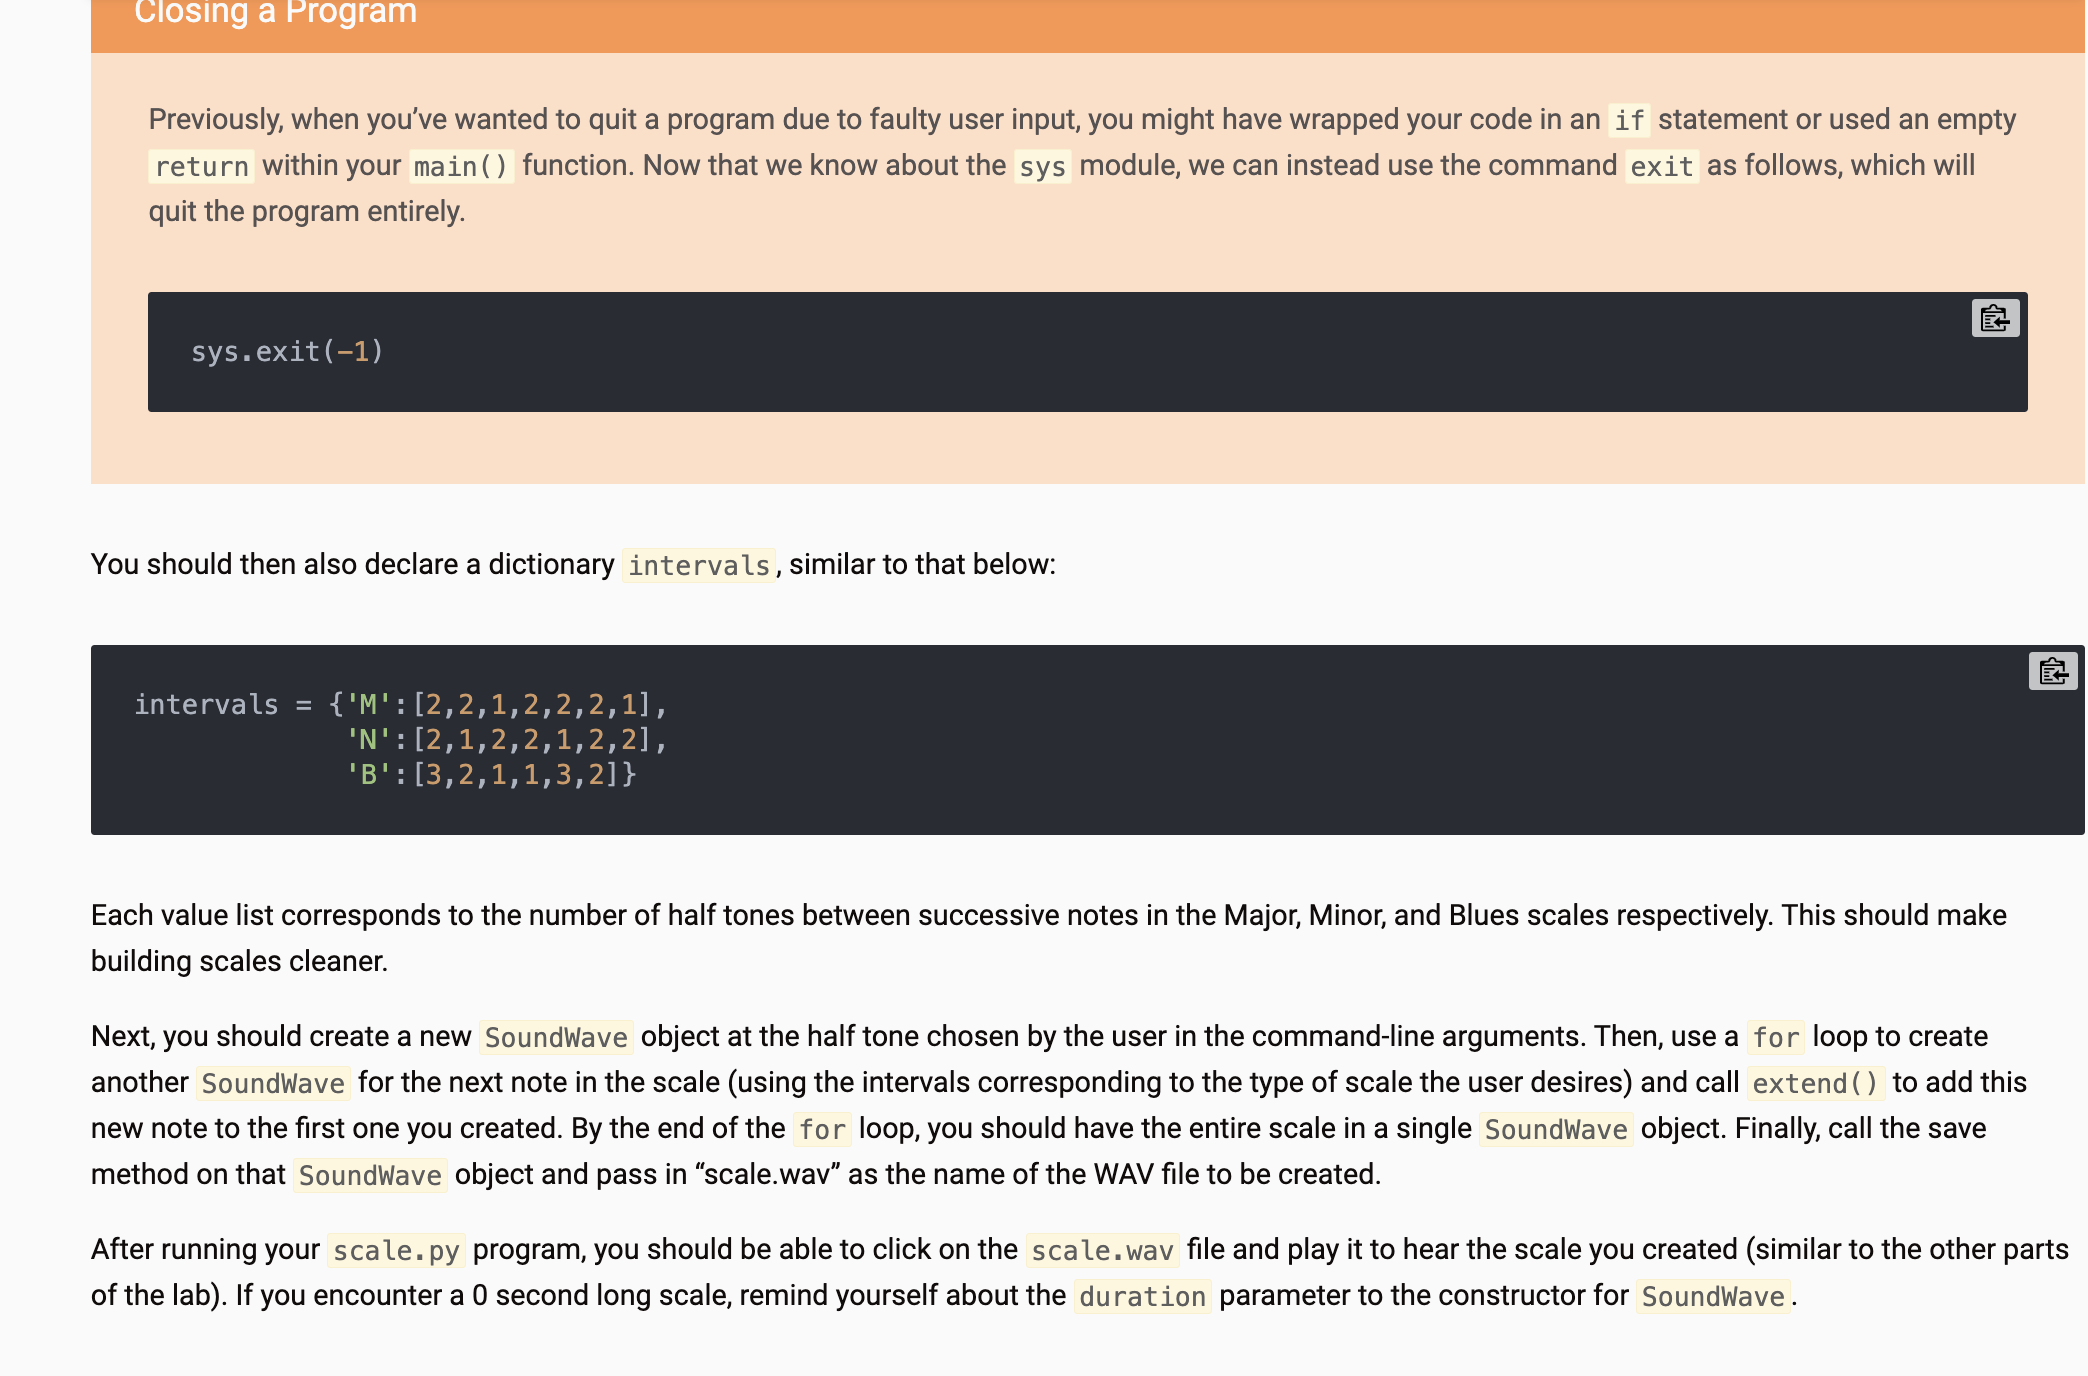 Closing a Program
Previously, when you’ve wanted to quit a program due to faulty user input, you might have wrapped your code in an if statement or used an empty
return within your main() function. Now that we know about the sys module, we can instead use the command exit as follows, which will
quit the program entirely.
sys.exit(-1)
You should then also declare a dictionary intervals, similar to that below:
intervals = {'M':[2,2,1,2,2,2,1],
'N':[2,1,2,2,1,2,2],
'B':[3,2,1,1,3,2]}
Each value list corresponds to the number of half tones between successive notes in the Major, Minor, and Blues scales respectively. This should make
building scales cleaner.
Next, you should create a new SoundWave object at the half tone chosen by the user in the command-line arguments. Then, use a for loop to create
another SoundWave for the next note in the scale (using the intervals corresponding to the type of scale the user desires) and call extend() to add this
new note to the first one you created. By the end of the for loop, you should have the entire scale in a single SoundWave object. Finally, call the save
method on that SoundWave object and pass in “scale.wav” as the name of the WAV file to be created.
After running your scale.py program, you should be able to click on the scale.wav file and play it to hear the scale you created (similar to the other parts
of the lab). If you encounter a 0 second long scale, remind yourself about the duration parameter to the constructor for SoundWave.